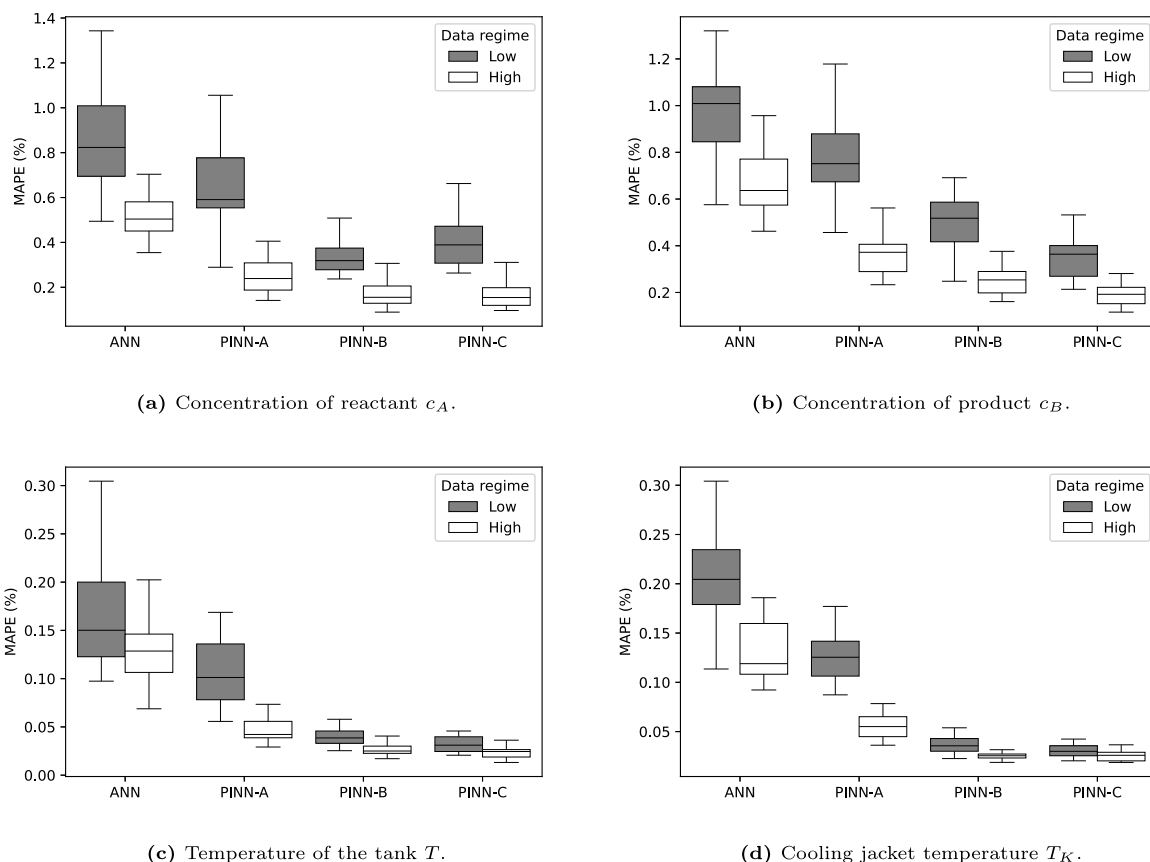 1.4
1.2
1.0
0.8
0.6
0.4
0.2
MAPE (%)
Data regime
Low
High
ANN PINN-A PINN-B PINN-C
(a) Concentration of reactant c_A.
1.2
1.0
0.8
0.6
0.4
0.2
MAPE (%)
Data regime
Low
High
ANN PINN-A PINN-B PINN-C
(b) Concentration of product c_B.
0.30
0.25
0.20
0.15
0.10
0.05
0.00
MAPE (%)
Data regime
Low
High
ANN PINN-A PINN-B PINN-C
(c) Temperature of the tank T.
0.30
0.25
0.20
0.15
0.10
0.05
MAPE (%)
Data regime
Low
High
ANN PINN-A PINN-B PINN-C
(d) Cooling jacket temperature T_K.